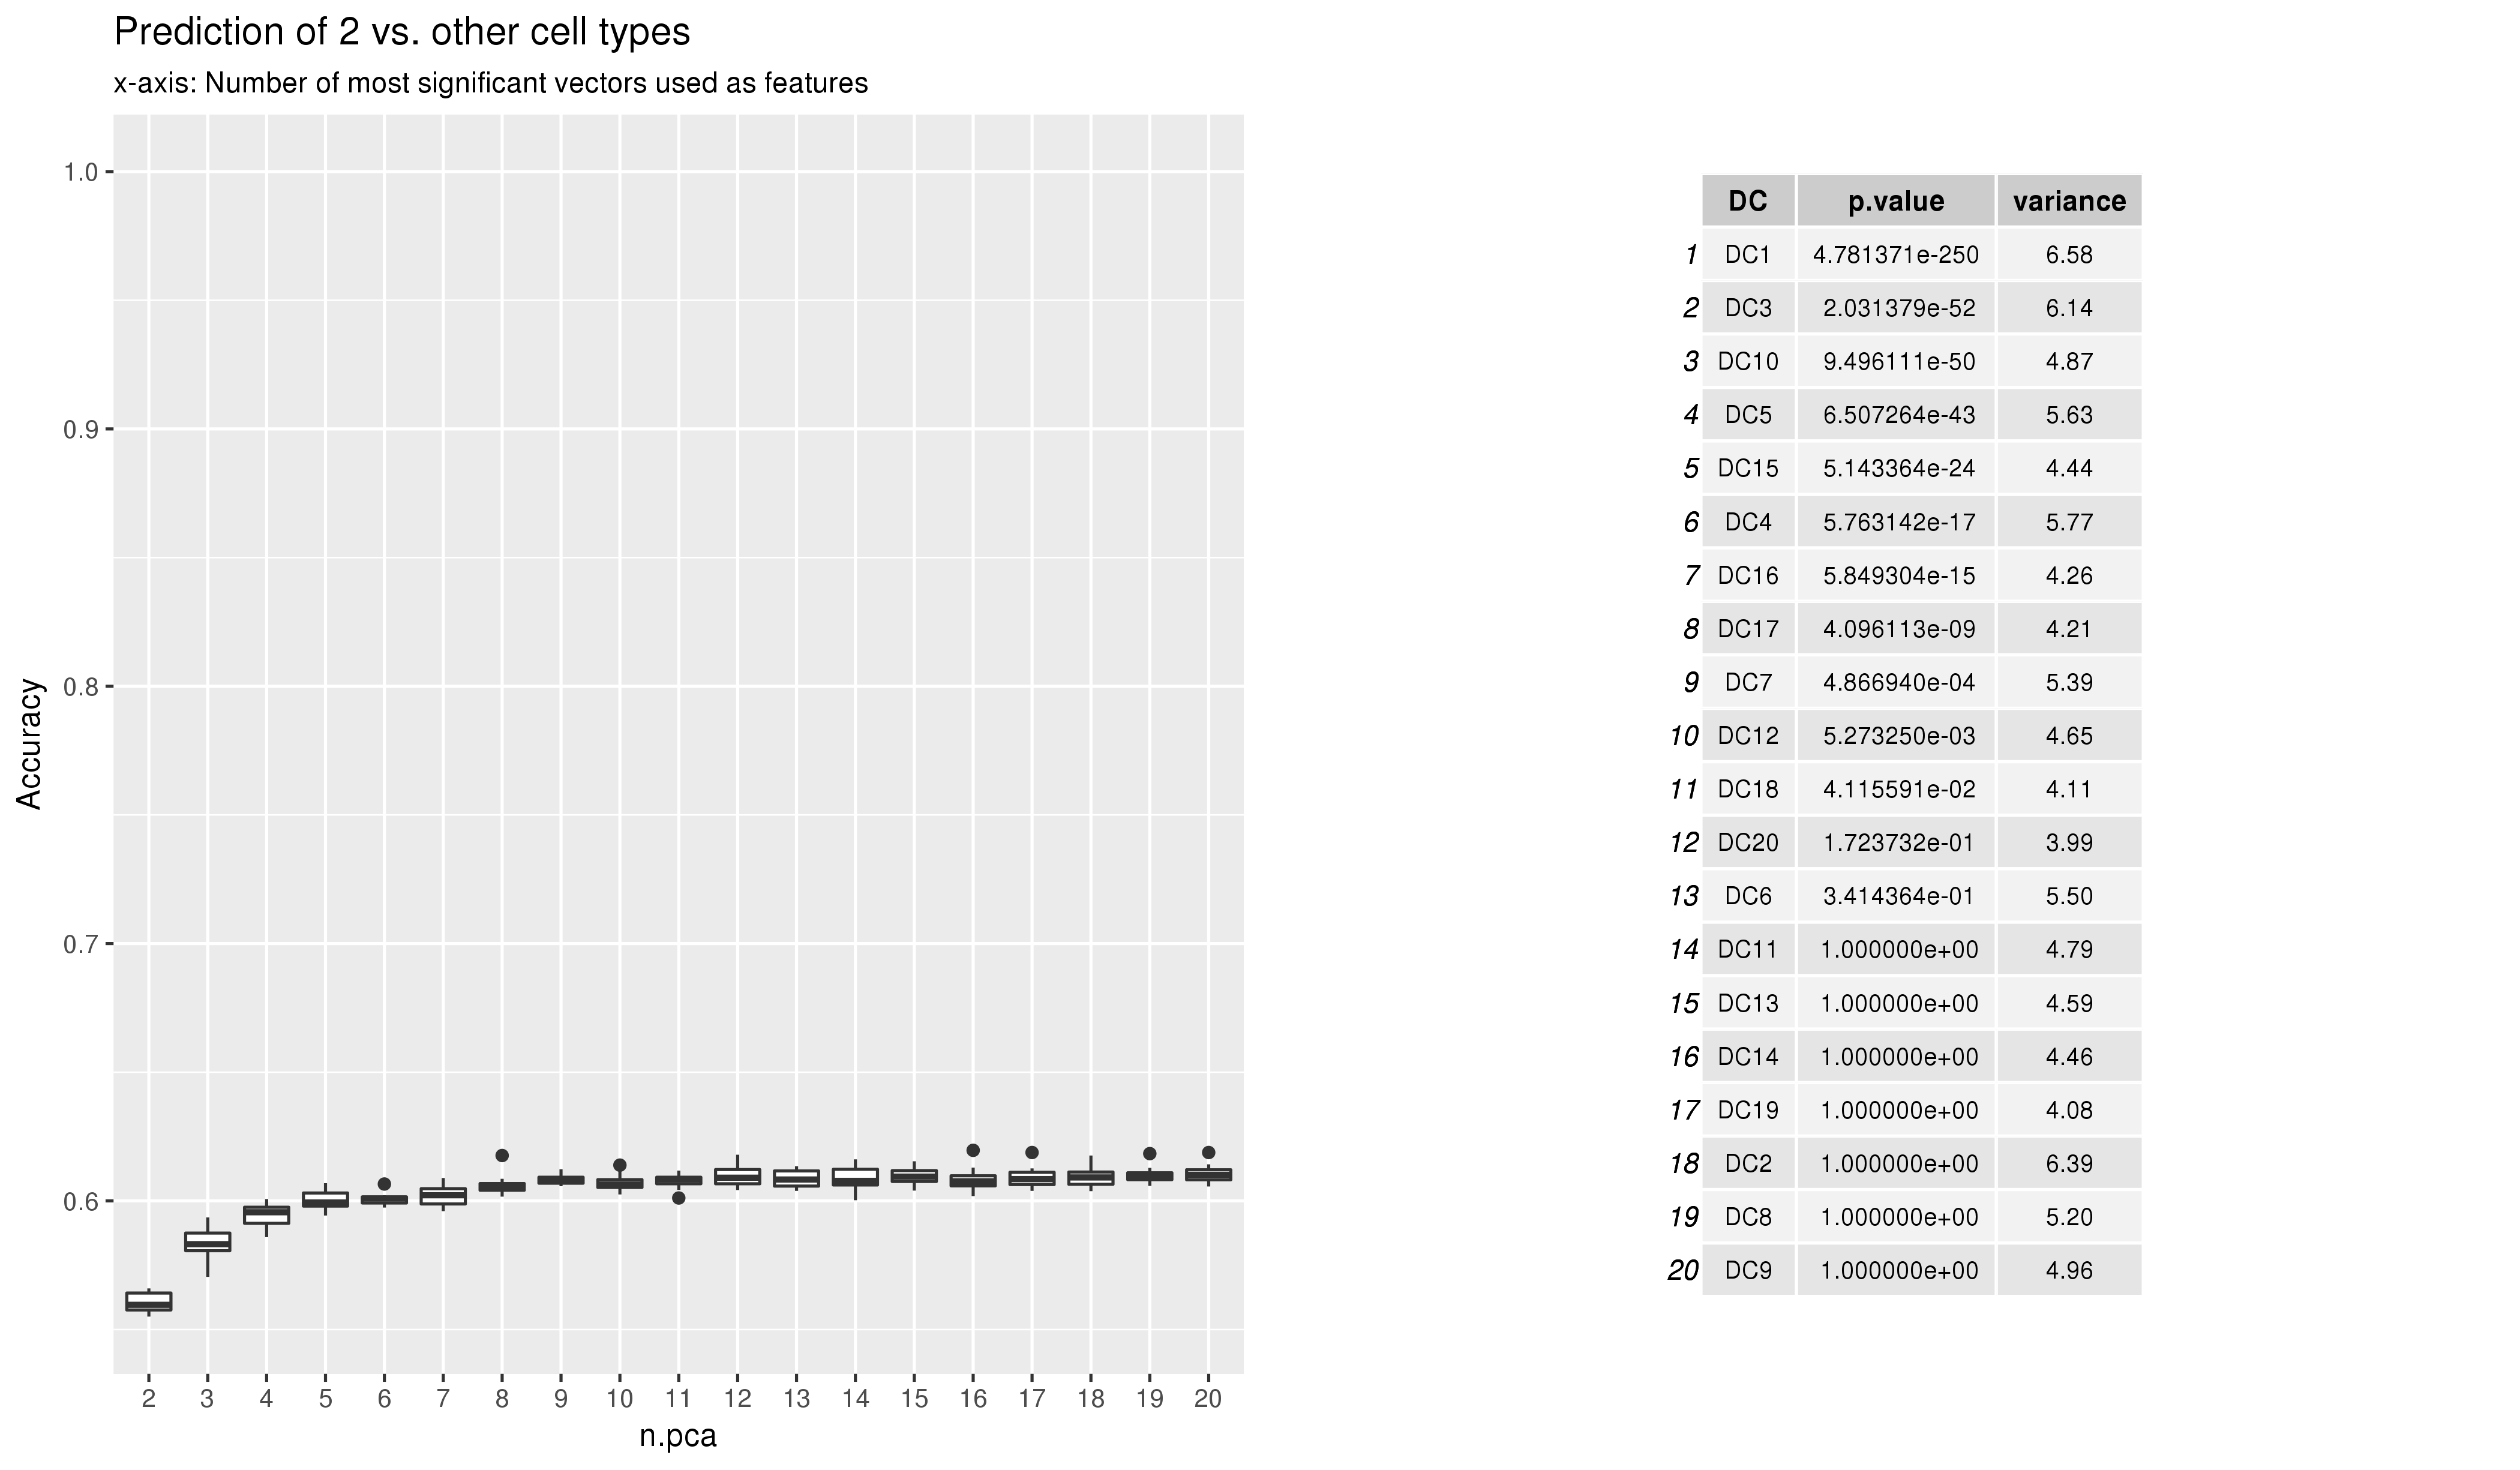 Prediction of 2 vs. other cell types
x-axis: Number of most significant vectors used as features
1.0
0.9
0.8
0.7
0.6
Accuracy
2 3 4 5 6 7 8 9 10 11 12 13 14 15 16 17 18 19 20
n.pca
DC p.value variance
1 DC1 4.781371e-250 6.58
2 DC3 2.031379e-52 6.14
3 DC10 9.496111e-50 4.87
4 DC5 6.507264e-43 5.63
5 DC15 5.143364e-24 4.44
6 DC4 5.763142e-17 5.77
7 DC16 5.849304e-15 4.26
8 DC17 4.096113e-09 4.21
9 DC7 4.866940e-04 5.39
10 DC12 5.273250e-03 4.65
11 DC18 4.115591e-02 4.11
12 DC20 1.723732e-01 3.99
13 DC6 3.414364e-01 5.50
14 DC11 1.000000e+00 4.79
15 DC13 1.000000e+00 4.59
16 DC14 1.000000e+00 4.46
17 DC19 1.000000e+00 4.08
18 DC2 1.000000e+00 6.39
19 DC8 1.000000e+00 5.20
20 DC9 1.000000e+00 4.96